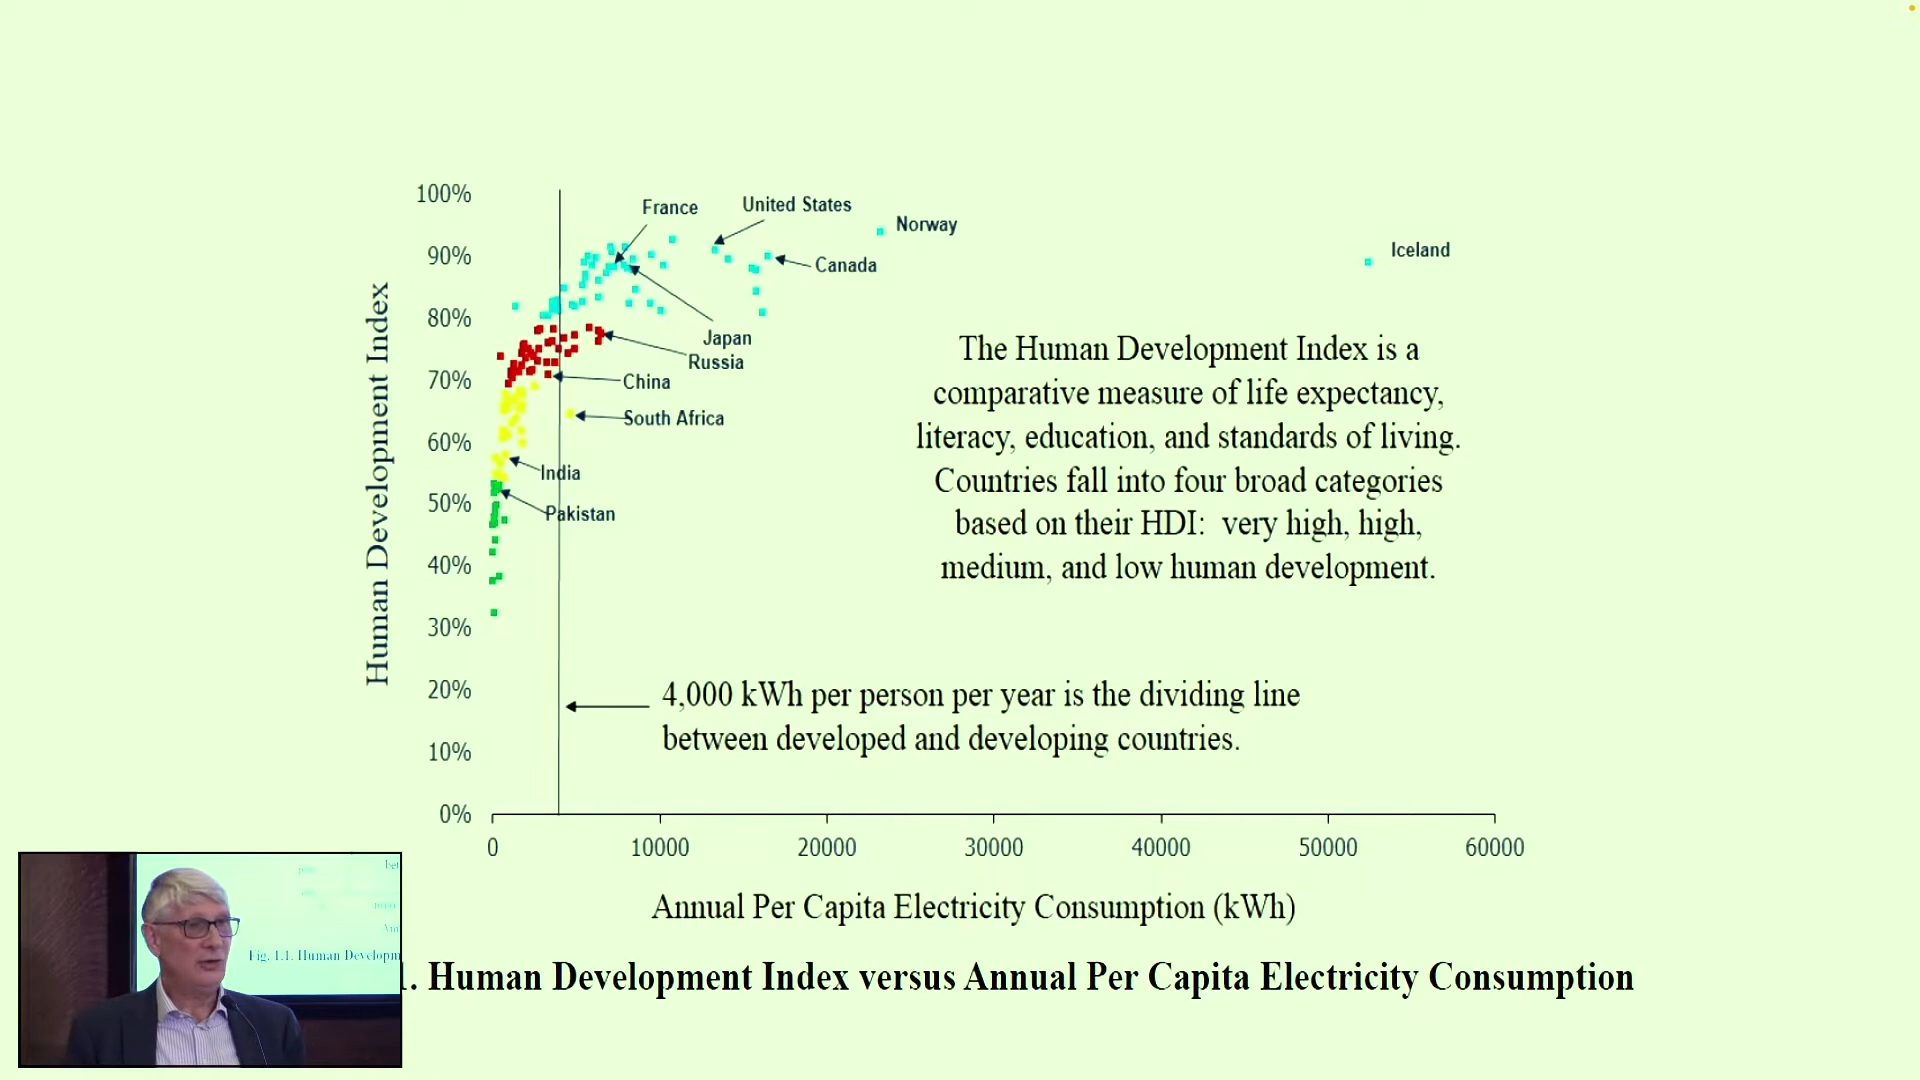 100%
90%
80%
70%
60%
50%
40%
30%
20%
10%
0%
Human Development Index
France
United States
Norway
Iceland
Canada
Japan
Russia
China
South Africa
India
Pakistan
The Human Development Index is a
comparative measure of life expectancy,
literacy, education, and standards of living.
Countries fall into four broad categories
based on their HDI: very high, high,
medium, and low human development.
4,000 kWh per person per year is the dividing line
between developed and developing countries.
0 10000 20000 30000 40000 50000 60000
Annual Per Capita Electricity Consumption (kWh)
. Human Development Index versus Annual Per Capita Electricity Consumption
Fig. 1.1. Human Developm